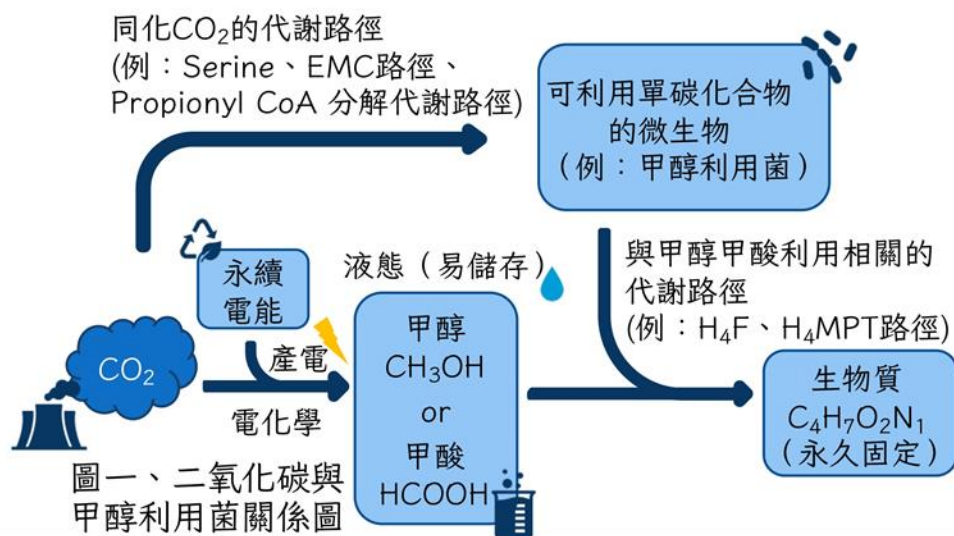 同化CO₂的代謝路徑
(例：Serine、EMC路徑、
Propionyl CoA 分解代謝路徑)
可利用單碳化合物
的微生物
（例：甲醇利用菌）
永續
電能
液態（易儲存）
與甲醇甲酸利用相關的
代謝路徑
(例：H₄F、H₄MPT路徑)
CO₂
產電
電化學
甲醇
CH₃OH
or
甲酸
HCOOH
生物質
C₄H₇O₂N₁
（永久固定）
圖一、二氧化碳與
甲醇利用菌關係圖